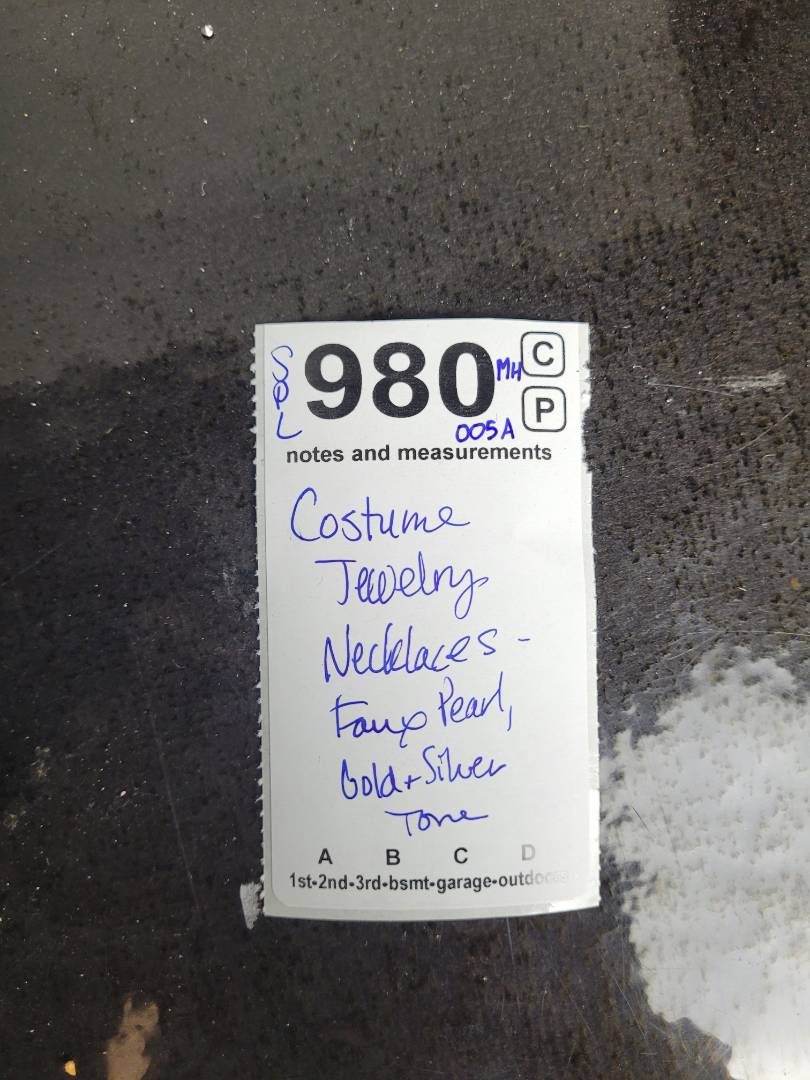 SPL 980 MH C
005A P
notes and measurements
Costume
Jewelry
Necklaces -
Faux Pearl,
Gold + Silver
Tone
A B C D
1st-2nd-3rd-bsmt-garage-outdoors